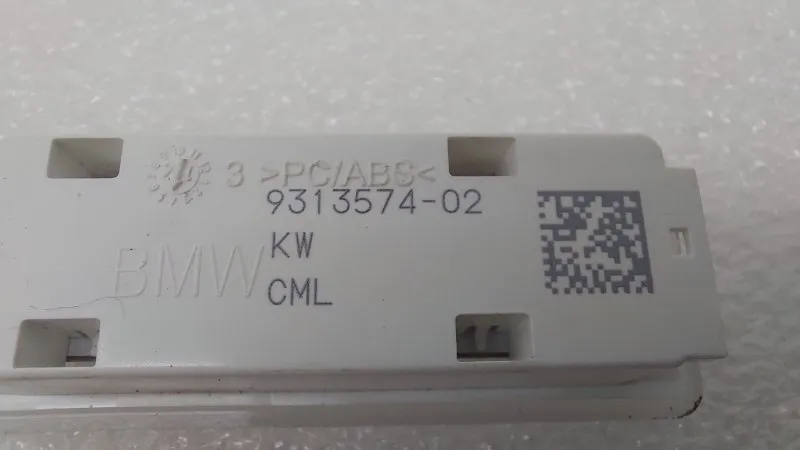 3 >PC/ABS<
9313574-02
KW
BMW
CML